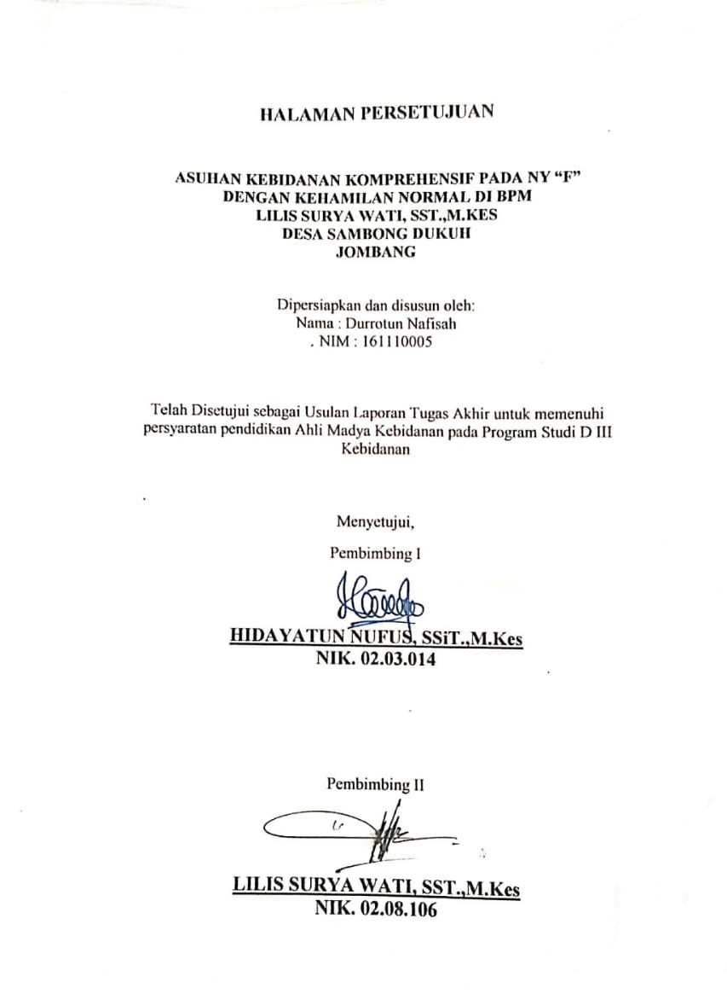 HALAMAN PERSETUJUAN
ASUHAN KEBIDANAN KOMPREHENSIF PADA NY “F”
DENGAN KEHAMILAN NORMAL DI BPM
LILIS SURYA WATI, SST.,M.KES
DESA SAMBONG DUKUH
JOMBANG
Dipersiapkan dan disusun oleh:
Nama : Durrotun Nafisah
. NIM : 161110005
Telah Disetujui sebagai Usulan Laporan Tugas Akhir untuk memenuhi
persyaratan pendidikan Ahli Madya Kebidanan pada Program Studi D III
Kebidanan
Menyetujui,
Pembimbing I
HIDAYATUN NUFUS, SSiT.,M.Kes
NIK. 02.03.014
Pembimbing II
LILIS SURYA WATI, SST.,M.Kes
NIK. 02.08.106